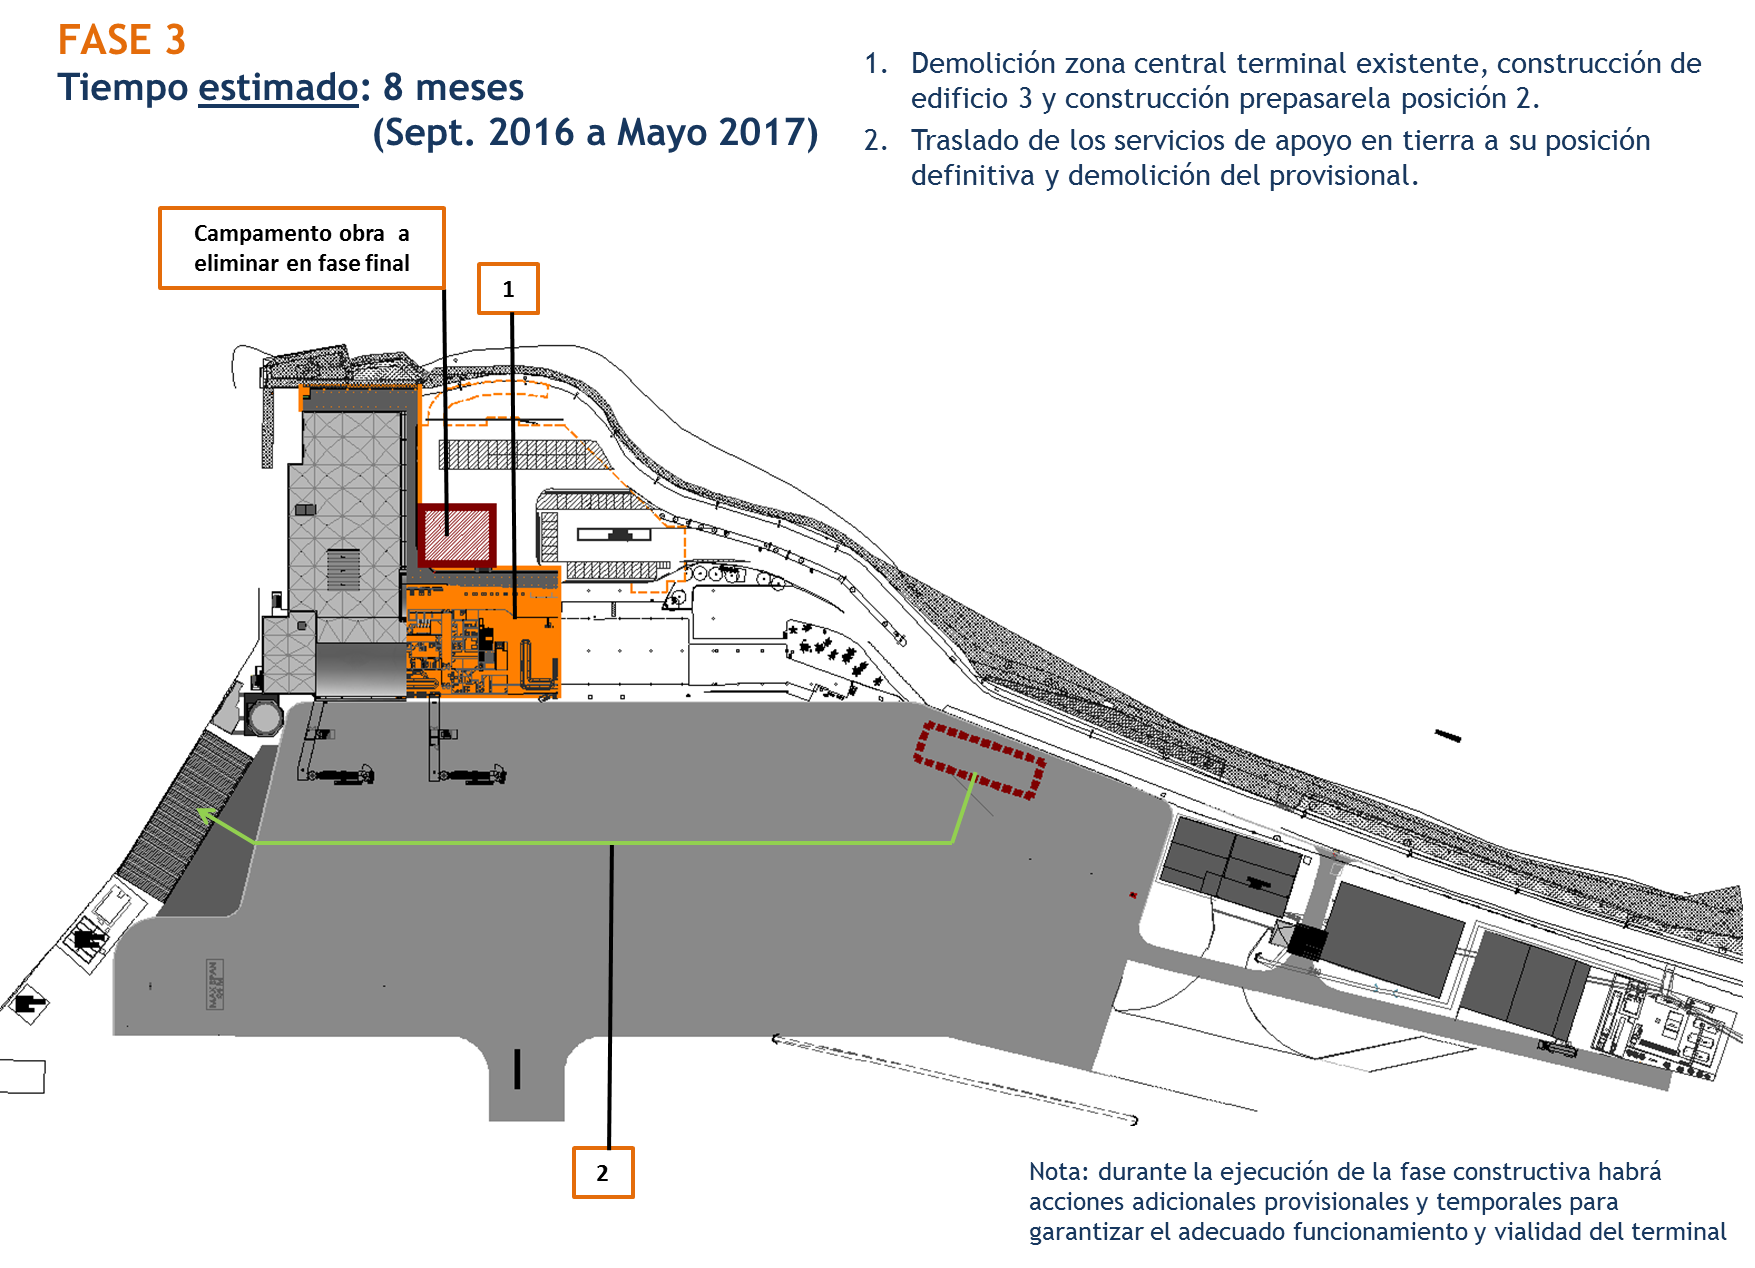 FASE 3
Tiempo estimado: 8 meses
(Sept. 2016 a Mayo 2017)
1. Demolición zona central terminal existente, construcción de
edificio 3 y construcción prepasarela posición 2.
2. Traslado de los servicios de apoyo en tierra a su posición
definitiva y demolición del provisional.
Campamento obra a
eliminar en fase final
1
MAX SPAN
2
Nota: durante la ejecución de la fase constructiva habrá
acciones adicionales provisionales y temporales para
garantizar el adecuado funcionamiento y vialidad del terminal